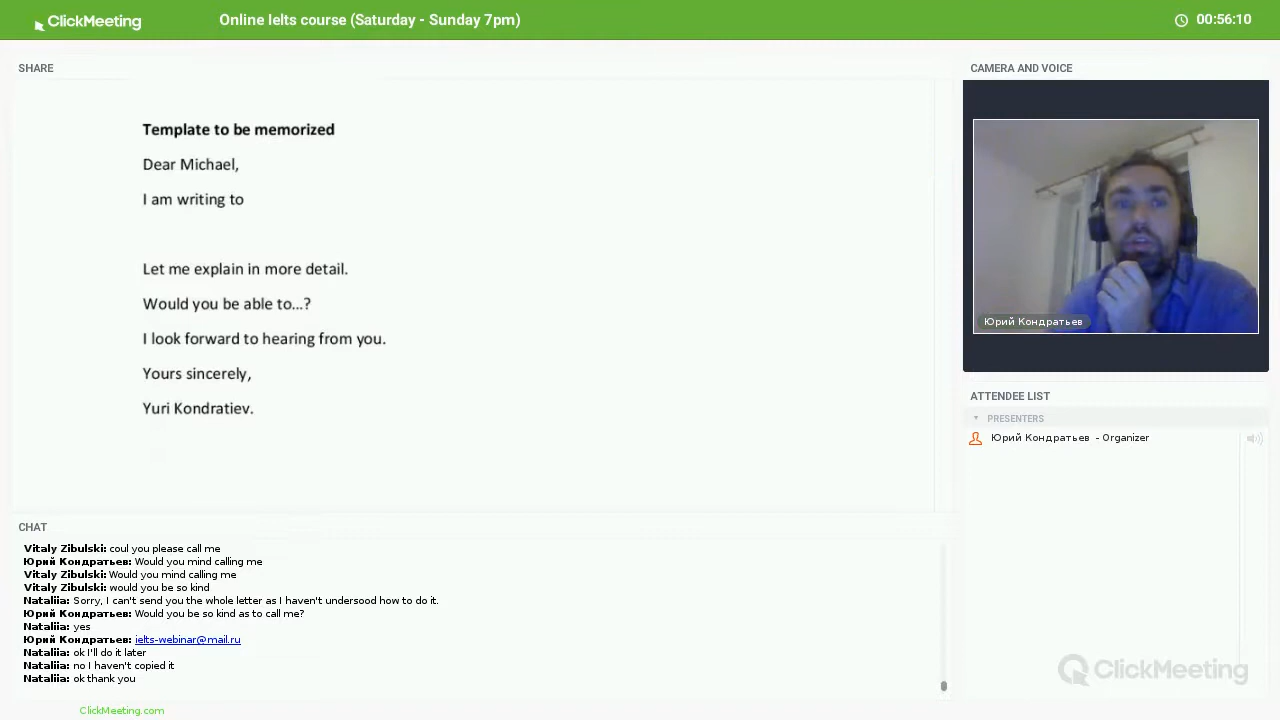 ClickMeeting
Online Ielts course (Saturday - Sunday 7pm)
00:56:10
SHARE
Template to be memorized
Dear Michael,
I am writing to
Let me explain in more detail.
Would you be able to...?
I look forward to hearing from you.
Yours sincerely,
Yuri Kondratiev.
CAMERA AND VOICE
Юрий Кондратьев
ATTENDEE LIST
PRESENTERS
Юрий Кондратьев - Organizer
CHAT
Vitaly Zibulski: coul you please call me
Юрий Кондратьев: Would you mind calling me
Vitaly Zibulski: Would you mind calling me
Vitaly Zibulski: would you be so kind
Nataliia: Sorry, I can't send you the whole letter as I haven't undersood how to do it.
Юрий Кондратьев: Would you be so kind as to call me?
Nataliia: yes
Юрий Кондратьев: ielts-webinar@mail.ru
Nataliia: ok I'll do it later
Nataliia: no I haven't copied it
Nataliia: ok thank you
ClickMeeting
ClickMeeting.com